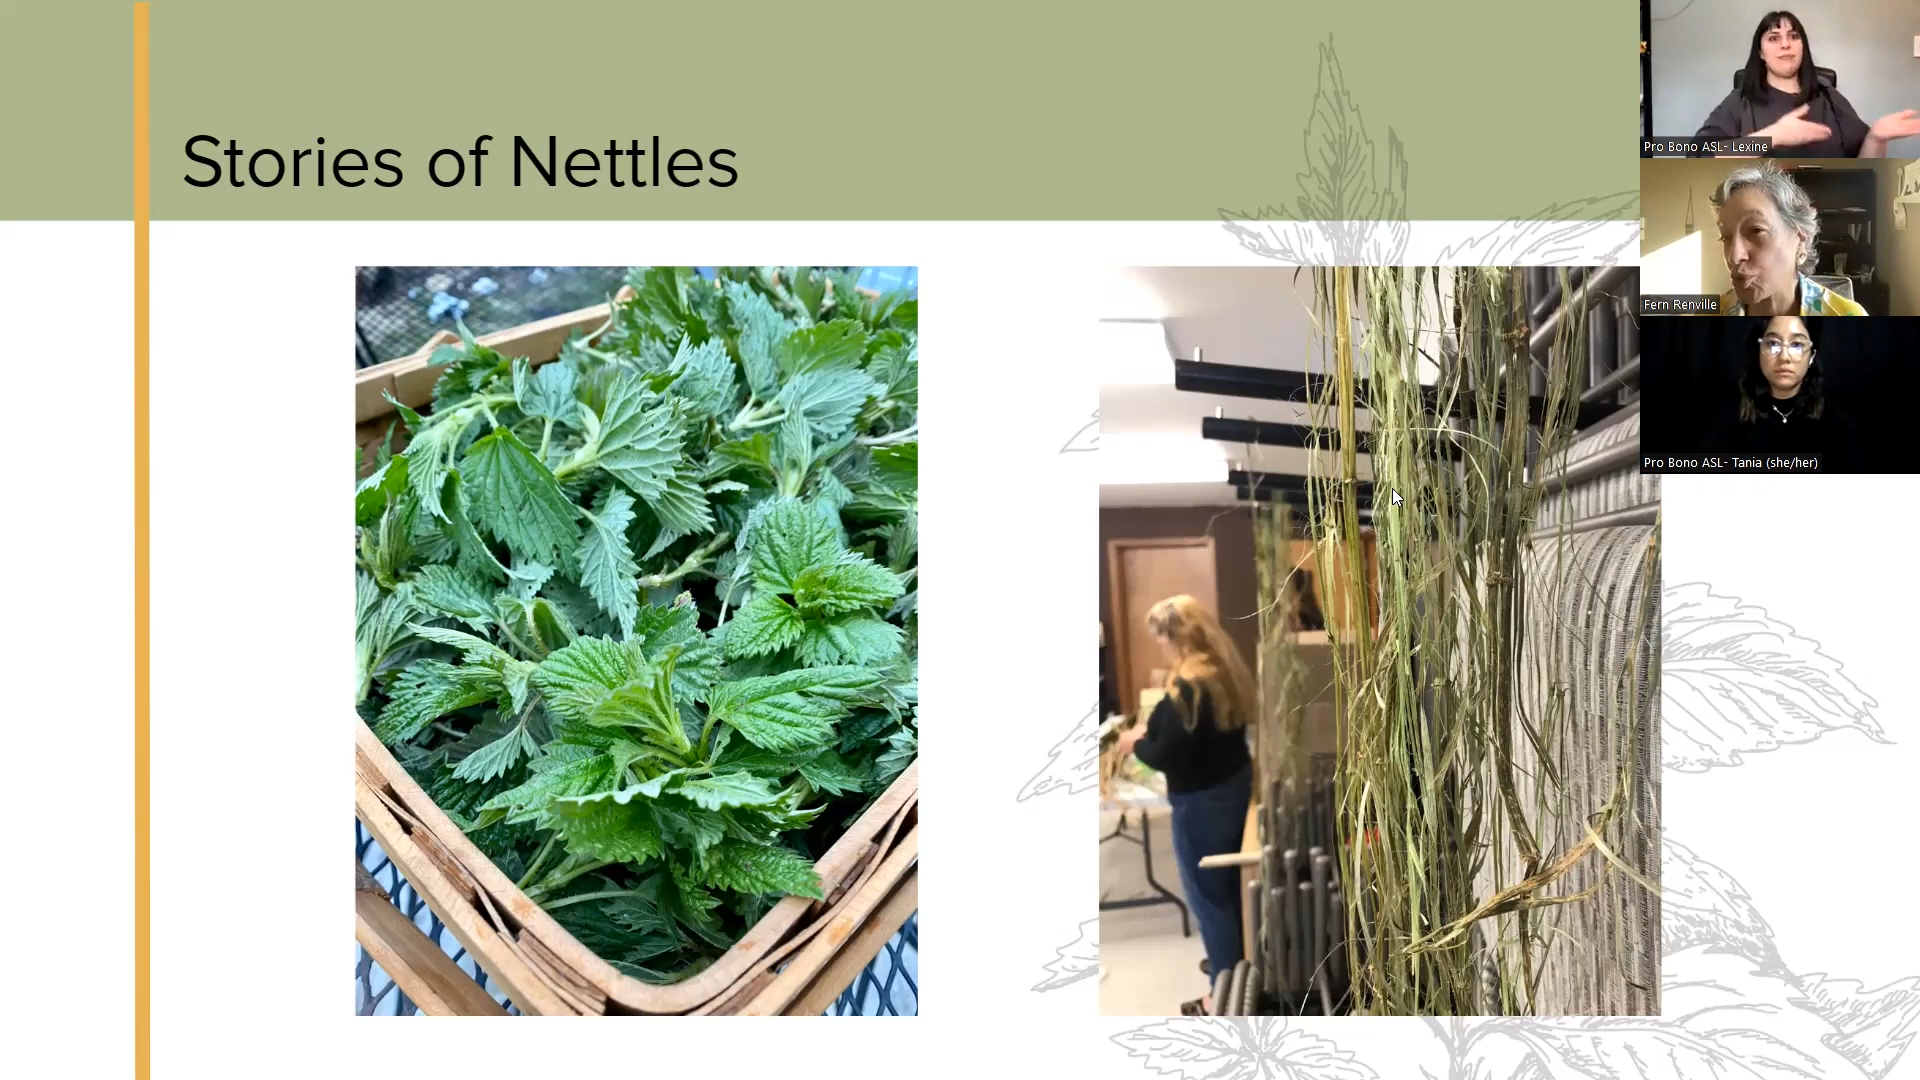 Stories of Nettles
Pro Bono ASL- Lexine
Fern Renville
Pro Bono ASL- Tania (she/her)